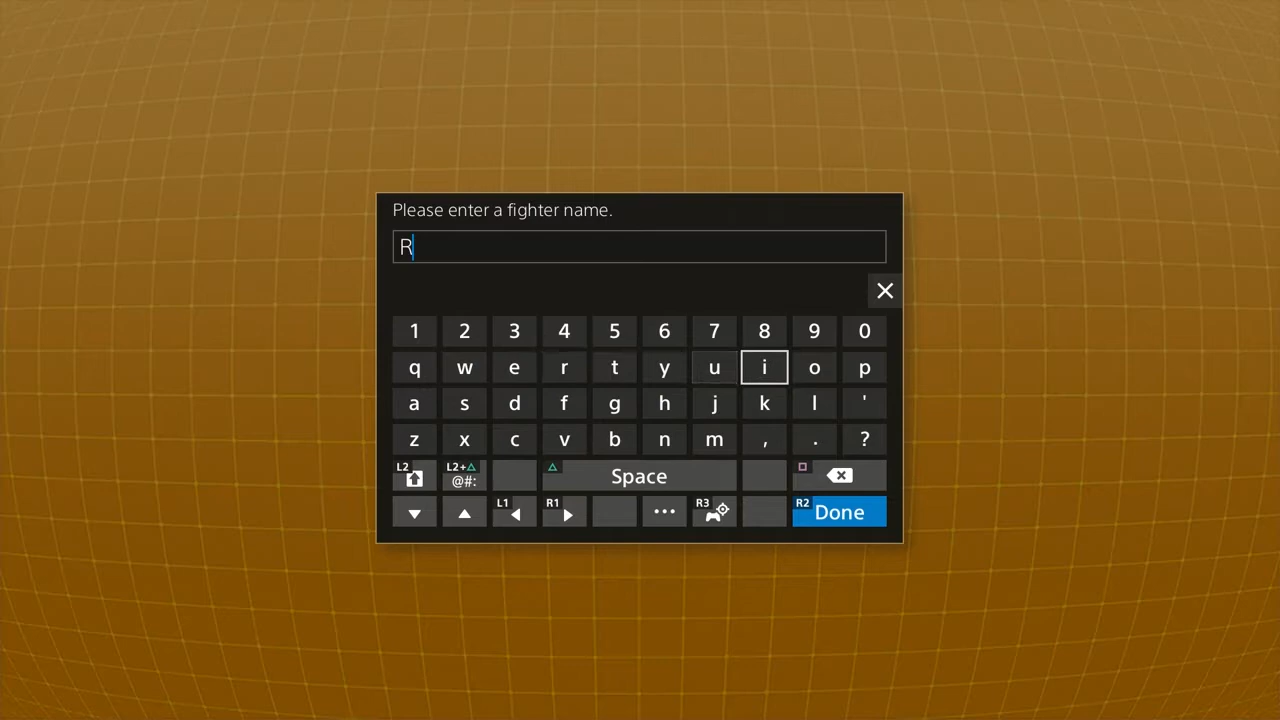 Please enter a fighter name.
R
1 2 3 4 5 6 7 8 9 0
q w e r t y u i o p
a s d f g h j k l '
z x c v b n m , . ?
L2 L2+△ @#: △ Space
L1 R1 ... R3 R2 Done